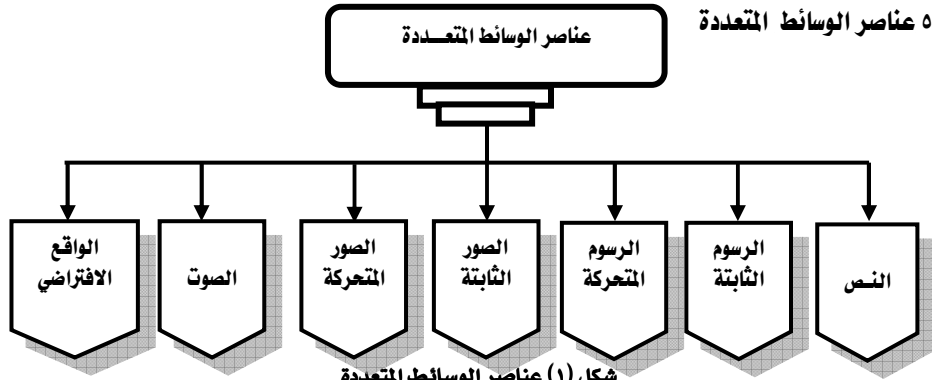 ٥ عناصر الوسائط المتعددة
عناصر الوسائط المتعــددة
النـص
الرسوم
الثابتة
الرسوم
المتحركة
الصور
الثابتة
الصور
المتحركة
الصوت
الواقع
الافتراضي
شكل (١) عناصر الوسائط المتعددة